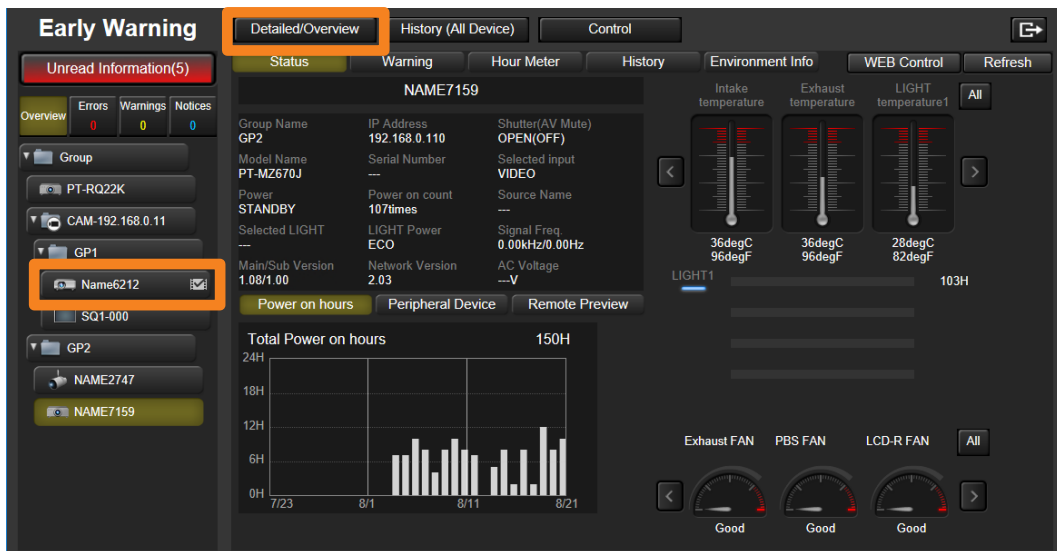 Early Warning
Detailed/Overview
History (All Device)
Control
Unread Information(5)
Status
Warning
Hour Meter
History
Environment Info
WEB Control
Refresh
Overview
Errors
0
Warnings
0
Notices
0
Group
PT-RQ22K
CAM-192.168.0.11
GP1
Name6212
SQ1-000
GP2
NAME2747
NAME7159
NAME7159
Group Name
GP2
IP Address
192.168.0.110
Shutter(AV Mute)
OPEN(OFF)
Model Name
PT-MZ670J
Serial Number
---
Selected input
VIDEO
Power
STANDBY
Power on count
107times
Source Name
---
Selected LIGHT
---
LIGHT Power
ECO
Signal Freq.
0.00kHz/0.00Hz
Main/Sub Version
1.08/1.00
Network Version
2.03
AC Voltage
---V
Power on hours
Peripheral Device
Remote Preview
Total Power on hours
150H
24H
18H
12H
6H
0H
7/23
8/1
8/11
8/21
Intake
temperature
Exhaust
temperature
LIGHT
temperature1
All
36degC
96degF
36degC
96degF
28degC
82degF
LIGHT1
103H
Exhaust FAN
PBS FAN
LCD-R FAN
All
Good
Good
Good